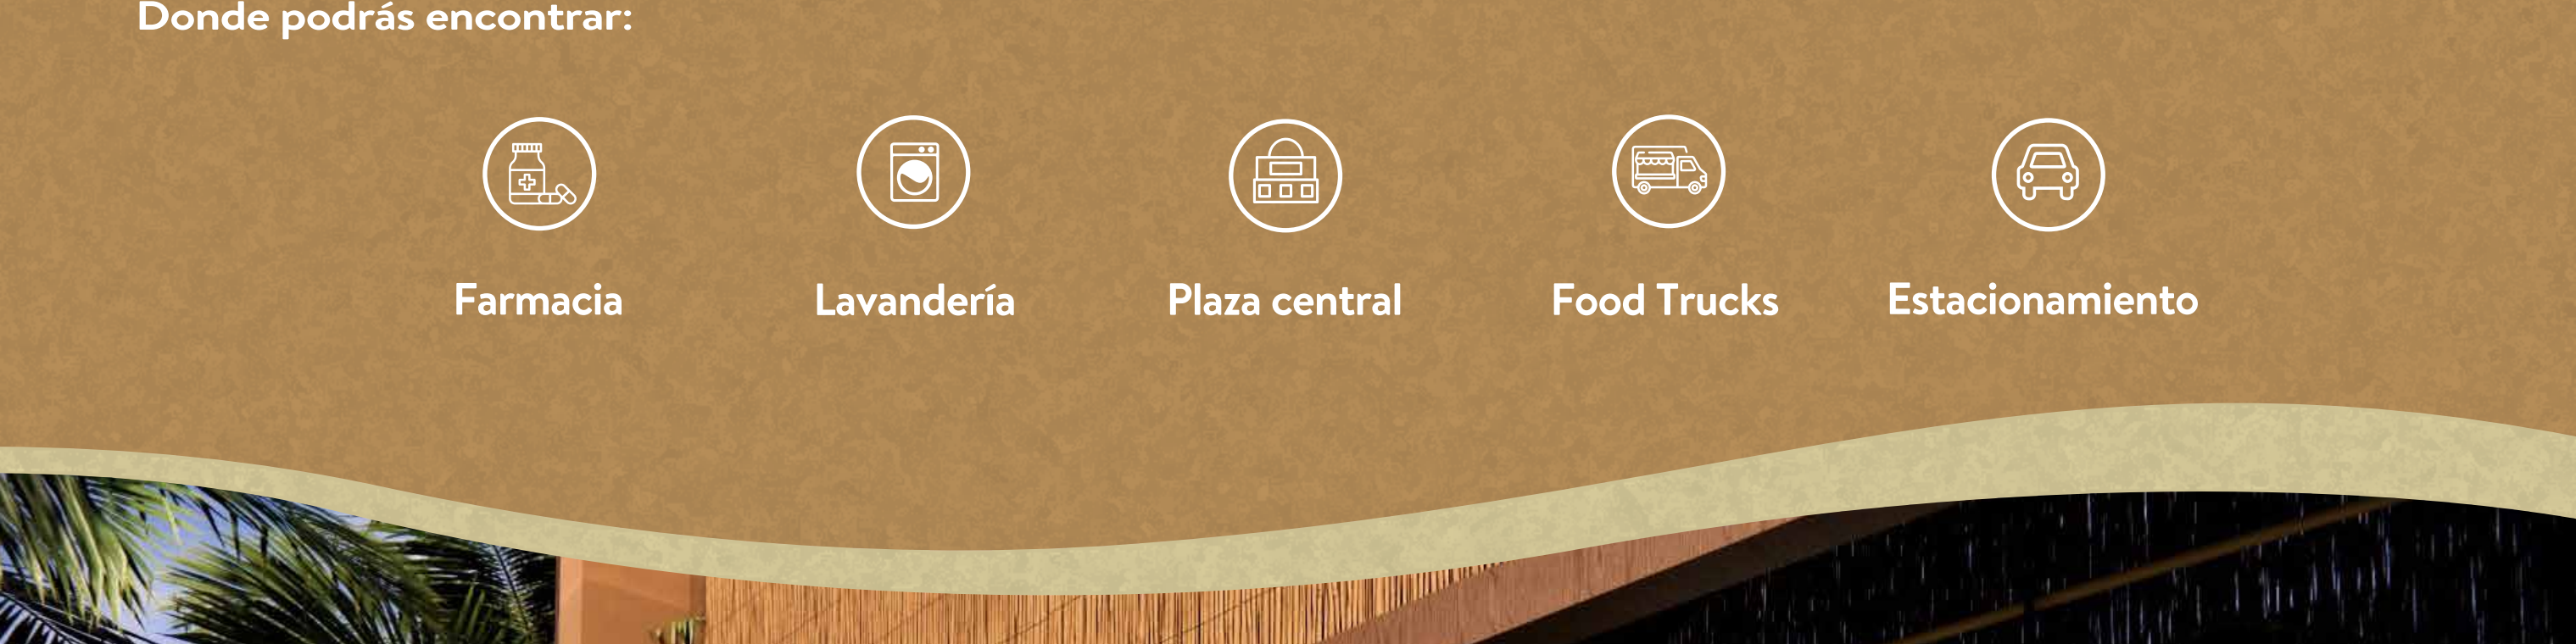 Donde podrás encontrar:
Farmacia
Lavandería
Plaza central
Food Trucks
Estacionamiento